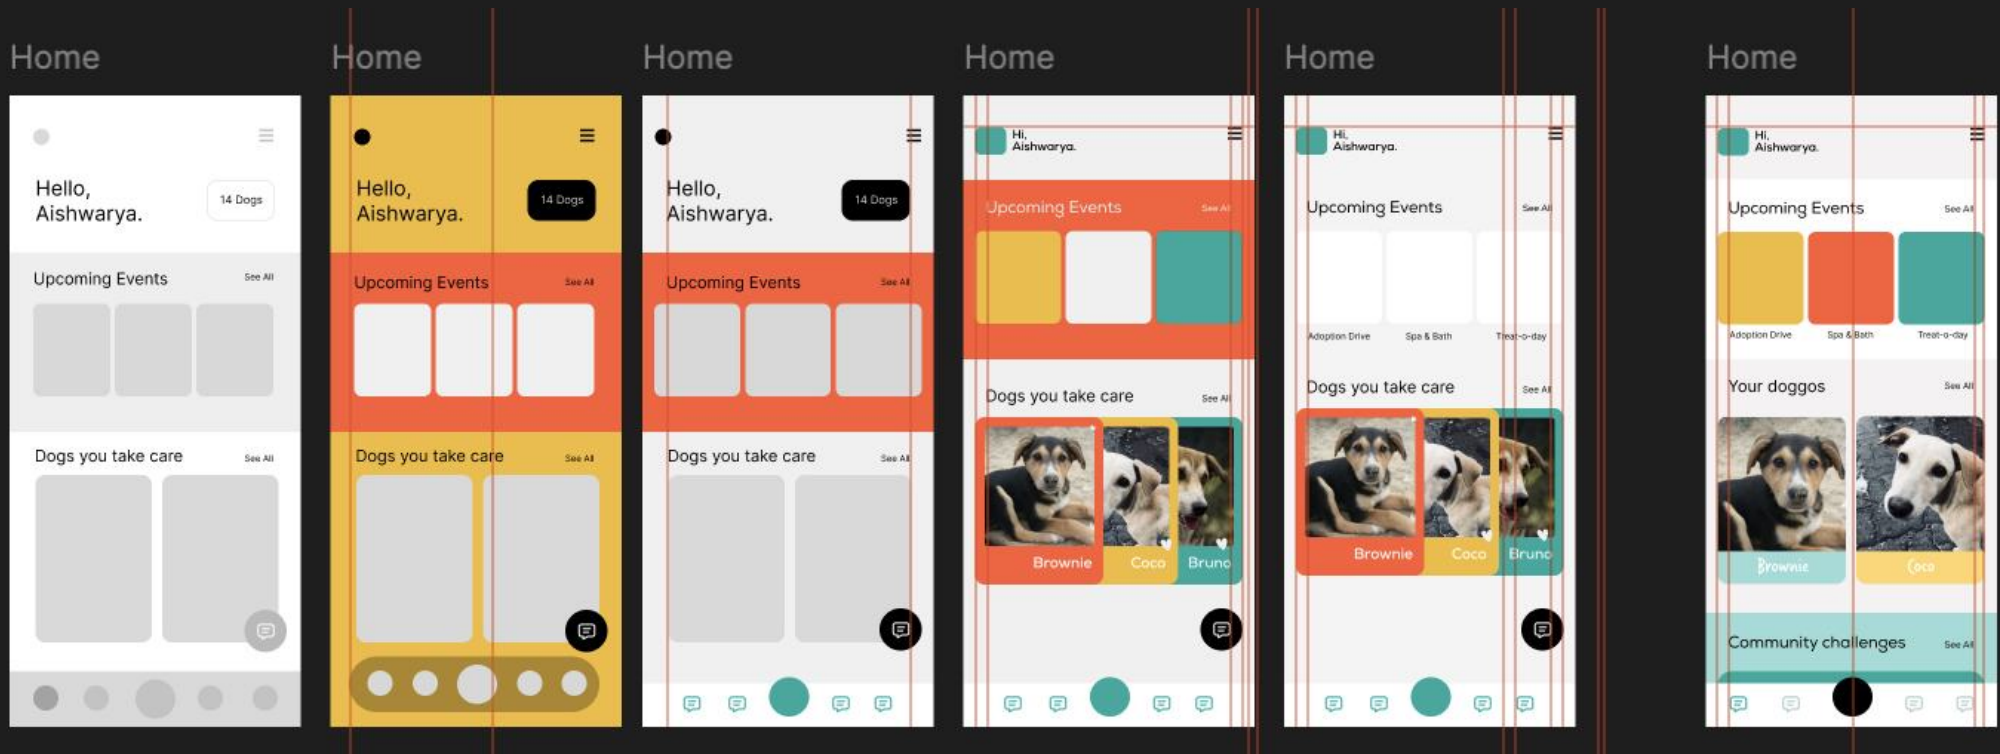 Home
Hello,
Aishwarya.
14 Dogs
Upcoming Events
See All
Dogs you take care
See All
Home
Hello,
Aishwarya.
14 Dogs
Upcoming Events
See All
Dogs you take care
See All
Home
Hello,
Aishwarya.
14 Dogs
Upcoming Events
See All
Dogs you take care
See All
Home
Hi,
Aishwarya.
Upcoming Events
See All
Dogs you take care
See All
Brownie
Coco
Bruno
Home
Hi,
Aishwarya.
Upcoming Events
See All
Adoption Drive
Spa & Bath
Treat-o-day
Dogs you take care
See All
Brownie
Coco
Bruno
Home
Hi,
Aishwarya.
Upcoming Events
See All
Adoption Drive
Spa & Bath
Treat-o-day
Your doggos
See All
Brownie
Coco
Community challenges
See All